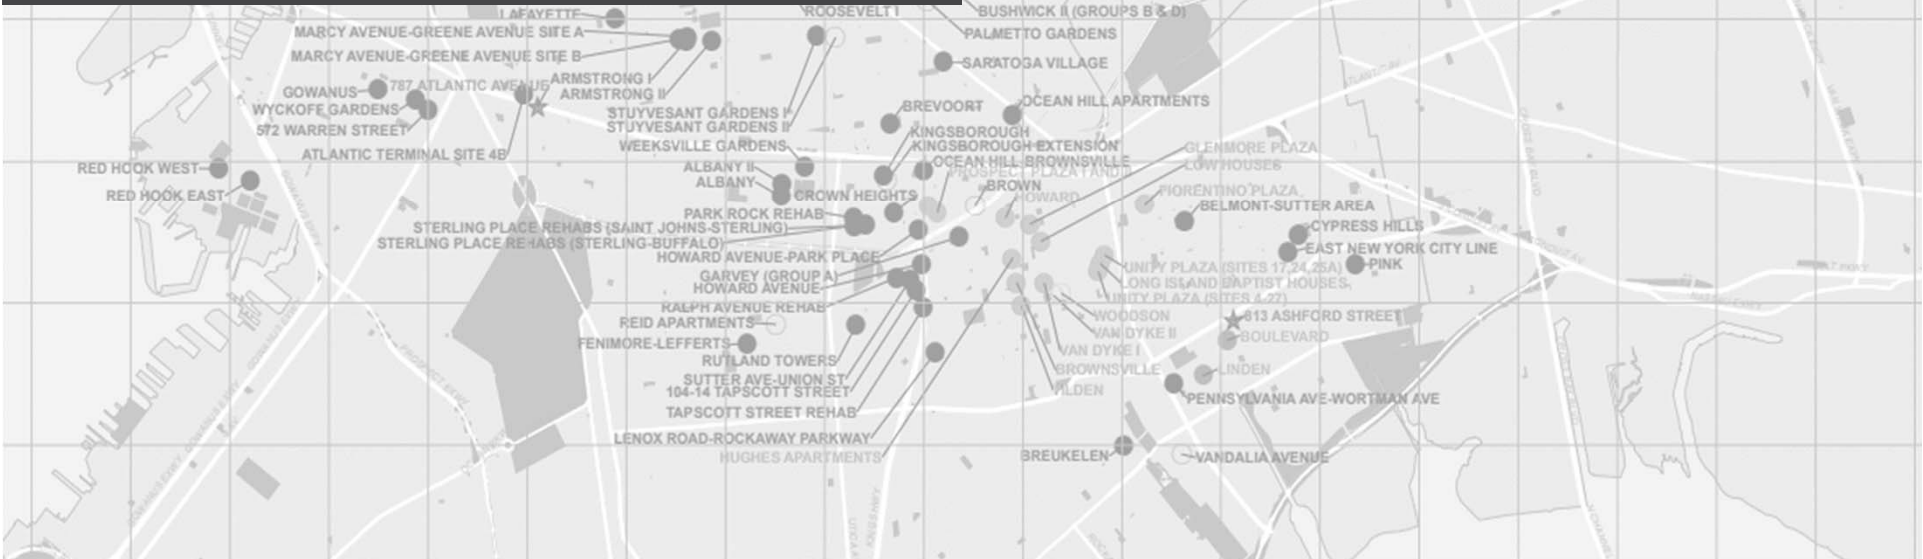 LAFAYETTE
ROOSEVELT I
BUSHWICK II (GROUPS B & D)
MARCY AVENUE-GREENE AVENUE SITE A
PALMETTO GARDENS
MARCY AVENUE-GREENE AVENUE SITE B
SARATOGA VILLAGE
ARMSTRONG I
787 ATLANTIC AVENUE
GOWANUS
ARMSTRONG II
WYCKOFF GARDENS
STUYVESANT GARDENS I
BREVOORT
OCEAN HILL APARTMENTS
572 WARREN STREET
STUYVESANT GARDENS II
KINGSBOROUGH
WEEKSVILLE GARDENS
KINGSBOROUGH EXTENSION
GLENMORE PLAZA
ATLANTIC TERMINAL SITE 4B
OCEAN HILL BROWNSVILLE
LOW HOUSES
RED HOOK WEST
ALBANY II
ALBANY
BROWN
FIORENTINO PLAZA
RED HOOK EAST
CROWN HEIGHTS
HOWARD
BELMONT-SUTTER AREA
PARK ROCK REHAB
STERLING PLACE REHABS (SAINT JOHNS-STERLING)
CYPRESS HILLS
STERLING PLACE REHABS (STERLING-BUFFALO)
EAST NEW YORK CITY LINE
HOWARD AVENUE-PARK PLACE
UNITY PLAZA (SITES 17,24,25A)
PINK
GARVEY (GROUP A)
LONG ISLAND BAPTIST HOUSES
HOWARD AVENUE
UNITY PLAZA (SITES 4-27)
RALPH AVENUE REHAB
WOODSON
813 ASHFORD STREET
REID APARTMENTS
VAN DYKE II
BOULEVARD
FENIMORE-LEFFERTS
VAN DYKE I
RUTLAND TOWERS
BROWNSVILLE
LINDEN
SUTTER AVE-UNION ST
104-14 TAPSCOTT STREET
TILDEN
PENNSYLVANIA AVE-WORTMAN AVE
TAPSCOTT STREET REHAB
LENOX ROAD-ROCKAWAY PARKWAY
HUGHES APARTMENTS
BREUKELEN
VANDALIA AVENUE
PROSPECT EXPY
GOWANUS EXPY